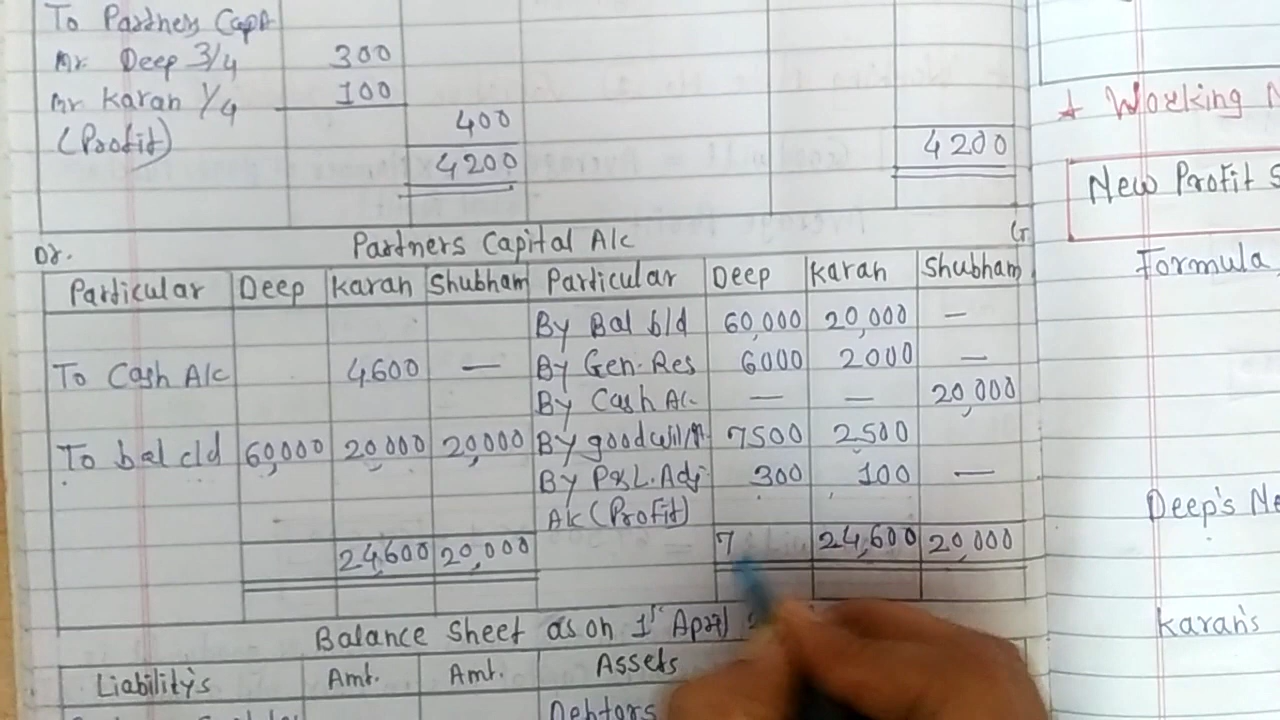 To Partners Cap A
Mr Deep 3/4 300
Mr Karan 1/4 100
(Profit) 400
4200 4200
★ Working
New Profit S
Formula
Dr. Partners Capital A/c Cr
Particular Deep Karan Shubham Particular Deep Karan Shubham
By Bal b/d 60,000 20,000 —
To Cash A/c 4600 — By Gen. Res 6000 2000 —
By Cash A/c — — 20,000
To bal c/d 60,000 20,000 20,000 By goodwill 7500 2500
By P&L. Adj. 300 100 —
A/c (Profit)
24,600 20,000 7 24,600 20,000
Deep's Ne
Karan's
Balance Sheet as on 1st April
Liability's Amt. Amt. Assets
Debtors